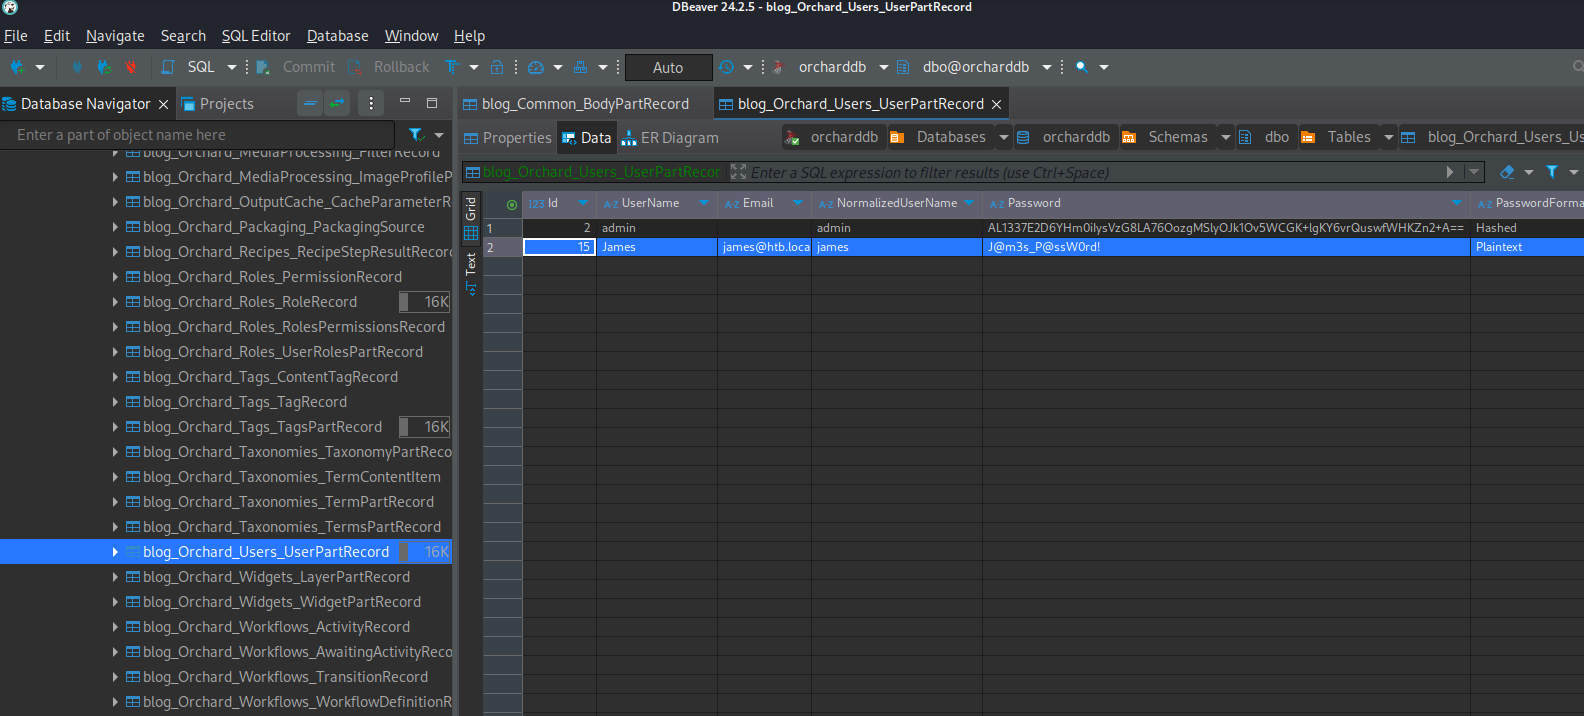 DBeaver 24.2.5 - blog_Orchard_Users_UserPartRecord
File Edit Navigate Search SQL Editor Database Window Help
SQL Commit Rollback Auto orcharddb dbo@orcharddb
Database Navigator Projects
Enter a part of object name here
blog_Orchard_MediaProcessing_FilterRecord
blog_Orchard_MediaProcessing_ImageProfileP
blog_Orchard_OutputCache_CacheParameterR
blog_Orchard_Packaging_PackagingSource
blog_Orchard_Recipes_RecipeStepResultRecor
blog_Orchard_Roles_PermissionRecord
blog_Orchard_Roles_RoleRecord 16K
blog_Orchard_Roles_RolesPermissionsRecord
blog_Orchard_Roles_UserRolesPartRecord
blog_Orchard_Tags_ContentTagRecord
blog_Orchard_Tags_TagRecord
blog_Orchard_Tags_TagsPartRecord 16K
blog_Orchard_Taxonomies_TaxonomyPartReco
blog_Orchard_Taxonomies_TermContentItem
blog_Orchard_Taxonomies_TermPartRecord
blog_Orchard_Taxonomies_TermsPartRecord
blog_Orchard_Users_UserPartRecord 16K
blog_Orchard_Widgets_LayerPartRecord
blog_Orchard_Widgets_WidgetPartRecord
blog_Orchard_Workflows_ActivityRecord
blog_Orchard_Workflows_AwaitingActivityReco
blog_Orchard_Workflows_TransitionRecord
blog_Orchard_Workflows_WorkflowDefinitionR
blog_Common_BodyPartRecord blog_Orchard_Users_UserPartRecord
Properties Data ER Diagram orcharddb Databases orcharddb Schemas dbo Tables blog_Orchard_Users_Us
blog_Orchard_Users_UserPartRecor Enter a SQL expression to filter results (use Ctrl+Space)
Grid
Text
123 Id A-Z UserName A-Z Email A-Z NormalizedUserName A-Z Password A-Z PasswordForma
1 2 admin admin AL1337E2D6YHm0iIysVzG8LA76OozgMSlyOJk1Ov5WCGK+lgKY6vrQuswfWHKZn2+A== Hashed
2 15 James james@htb.loca james J@m3s_P@ssW0rd! Plaintext